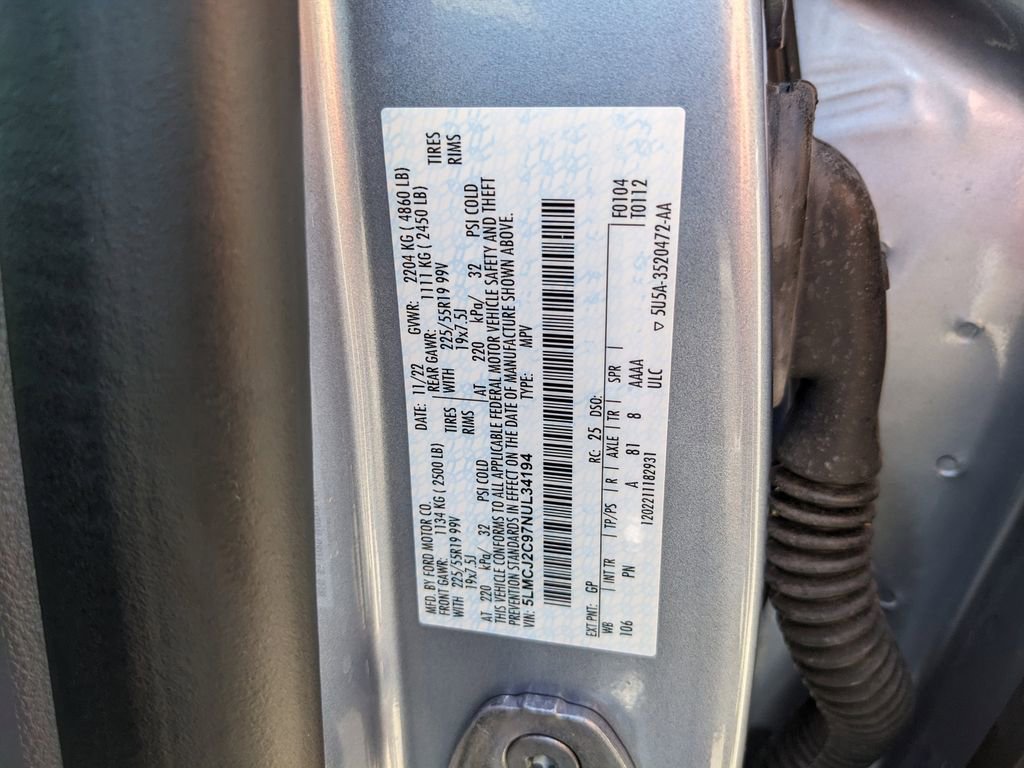 MFD. BY FORD MOTOR CO. DATE: 11/22 GVWR: 2204 KG ( 4860 LB)
FRONT GAWR: 1134 KG ( 2500 LB) REAR GAWR: 1111 KG ( 2450 LB)
WITH 225/55R19 99V TIRES WITH 225/55R19 99V TIRES
19x7.5J RIMS 19x7.5J RIMS
AT 220 kPa/ 32 PSI COLD AT 220 kPa/ 32 PSI COLD
THIS VEHICLE CONFORMS TO ALL APPLICABLE FEDERAL MOTOR VEHICLE SAFETY AND THEFT
PREVENTION STANDARDS IN EFFECT ON THE DATE OF MANUFACTURE SHOWN ABOVE.
VIN: 5LMCJ2C97NUL34194 TYPE: MPV
EXT PNT: GP RC: 25 DSO: F0104
WB INT TR TP/PS R AXLE TR SPR T0112
106 PN A 81 8 AAAA
1202211182931 ULC ▽ 5U5A-3520472-AA